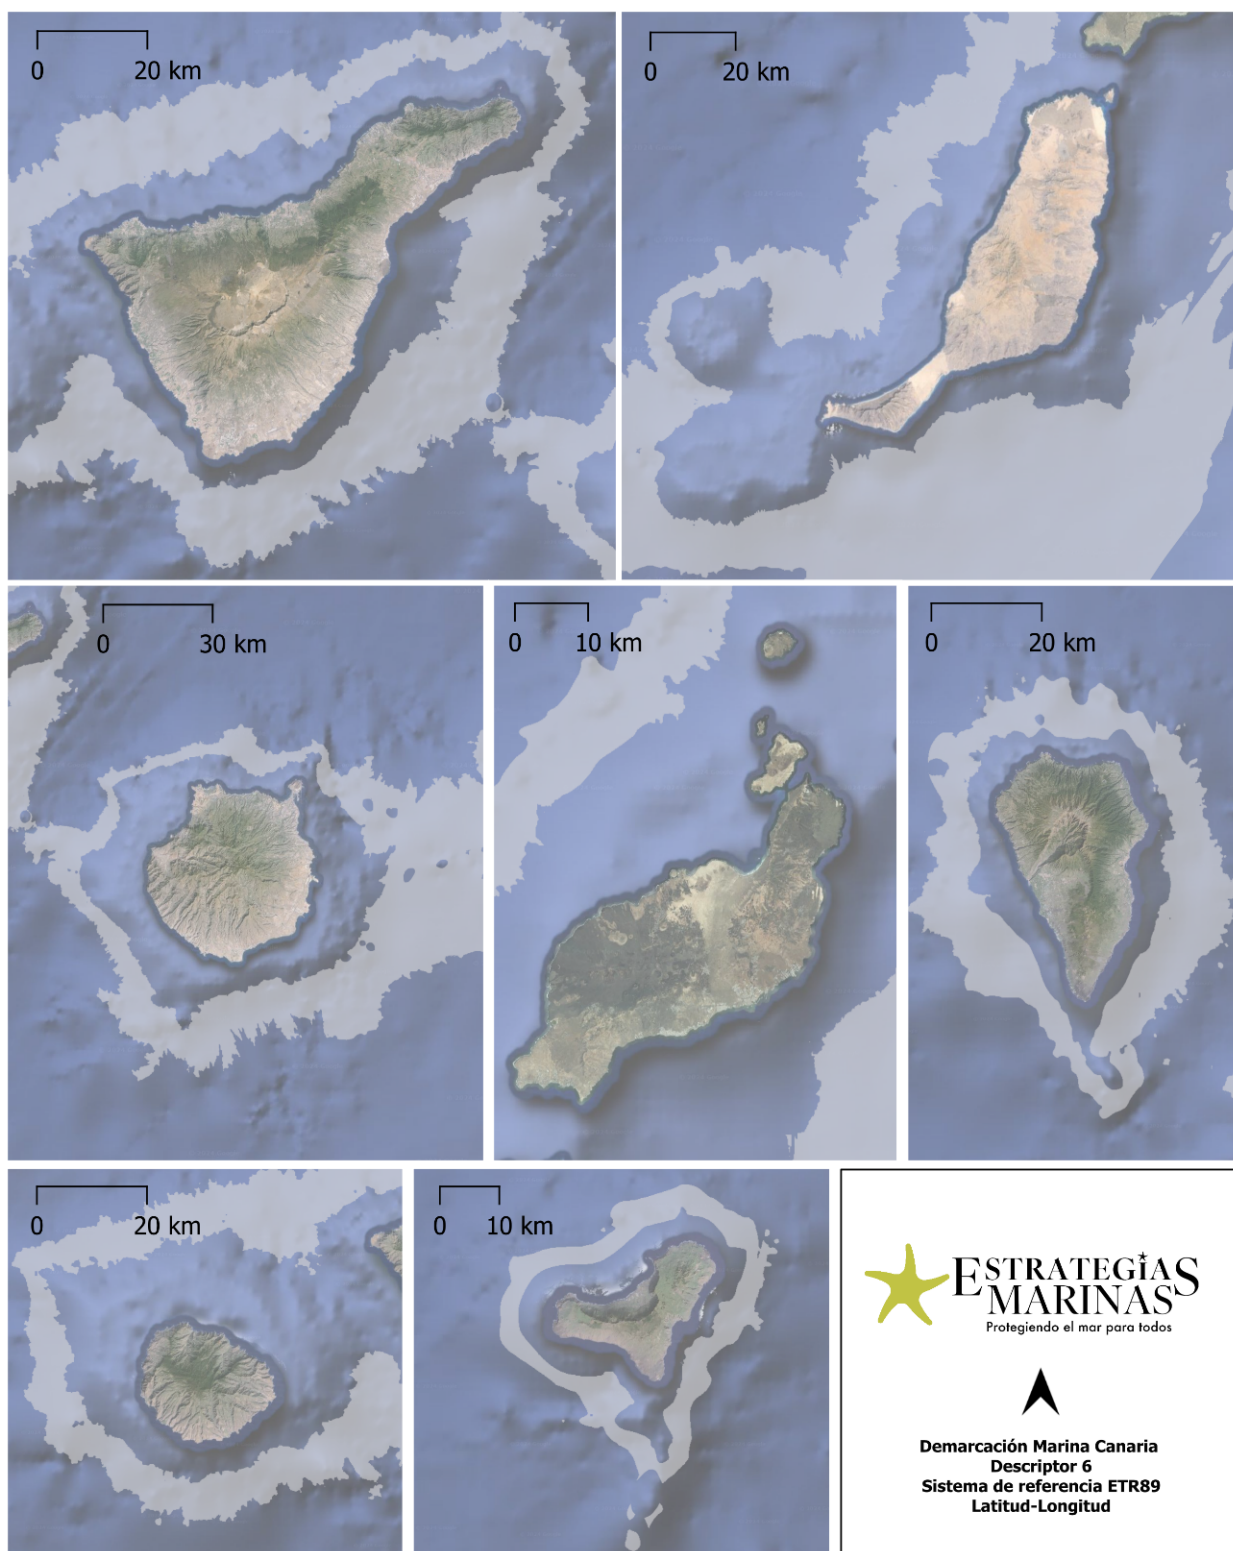 0 20 km
0 20 km
0 30 km
0 10 km
0 20 km
0 20 km
0 10 km
ESTRATEGIAS
MARINAS
Protegiendo el mar para todos
Demarcación Marina Canaria
Descriptor 6
Sistema de referencia ETR89
Latitud-Longitud